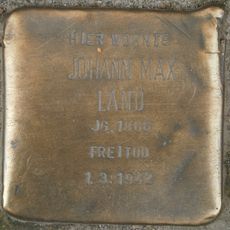 HIER WOHNTE
JOHANN MAX
LAND
JG. 1866
FREITOD
1.3.1942